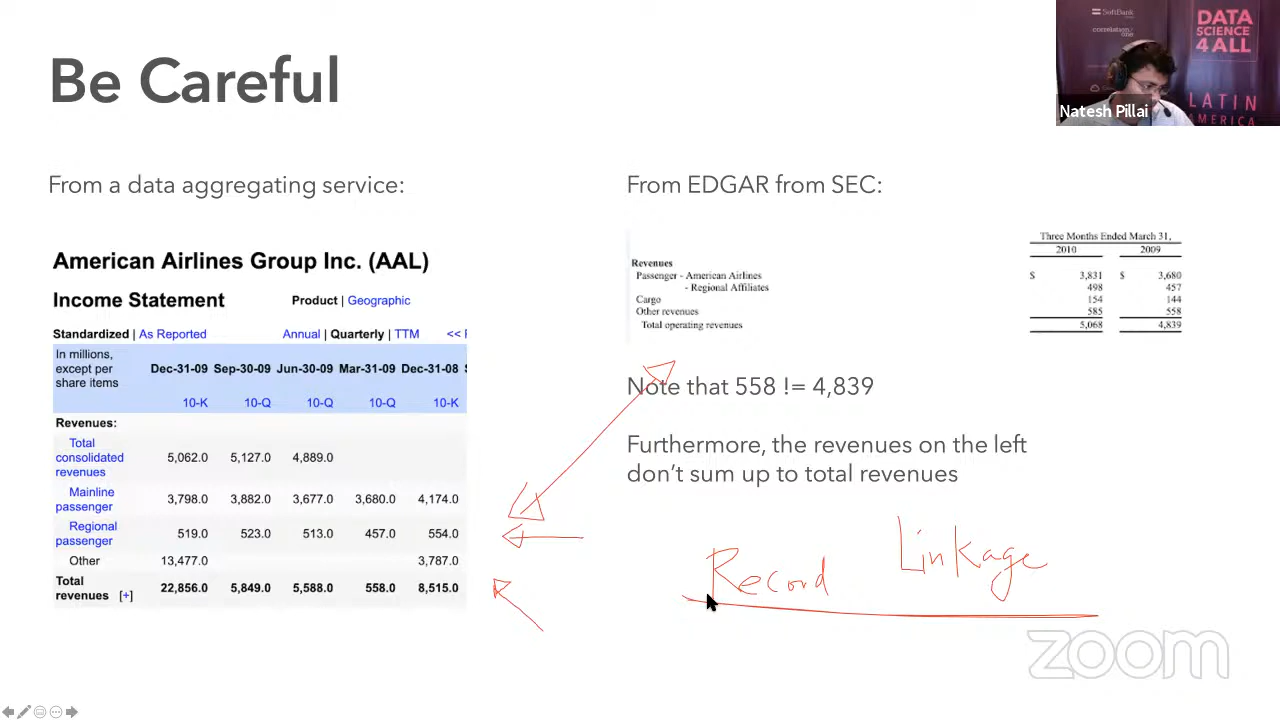 Be Careful
SoftBank
correlation one
DATA
SCIENCE
4 ALL
LATIN
AMERICA
Natesh Pillai
From a data aggregating service:
American Airlines Group Inc. (AAL)
Income Statement Product | Geographic
Standardized | As Reported Annual | Quarterly | TTM <<
In millions, except per share items Dec-31-09 Sep-30-09 Jun-30-09 Mar-31-09 Dec-31-08
10-K 10-Q 10-Q 10-Q 10-K
Revenues:
Total consolidated revenues 5,062.0 5,127.0 4,889.0
Mainline passenger 3,798.0 3,882.0 3,677.0 3,680.0 4,174.0
Regional passenger 519.0 523.0 513.0 457.0 554.0
Other 13,477.0 3,787.0
Total revenues [+] 22,856.0 5,849.0 5,588.0 558.0 8,515.0
From EDGAR from SEC:
Three Months Ended March 31,
2010 2009
Revenues
Passenger - American Airlines $ 3,831 $ 3,680
- Regional Affiliates 498 457
Cargo 154 144
Other revenues 585 558
Total operating revenues 5,068 4,839
Note that 558 != 4,839
Furthermore, the revenues on the left
don't sum up to total revenues
Record Linkage
zoom